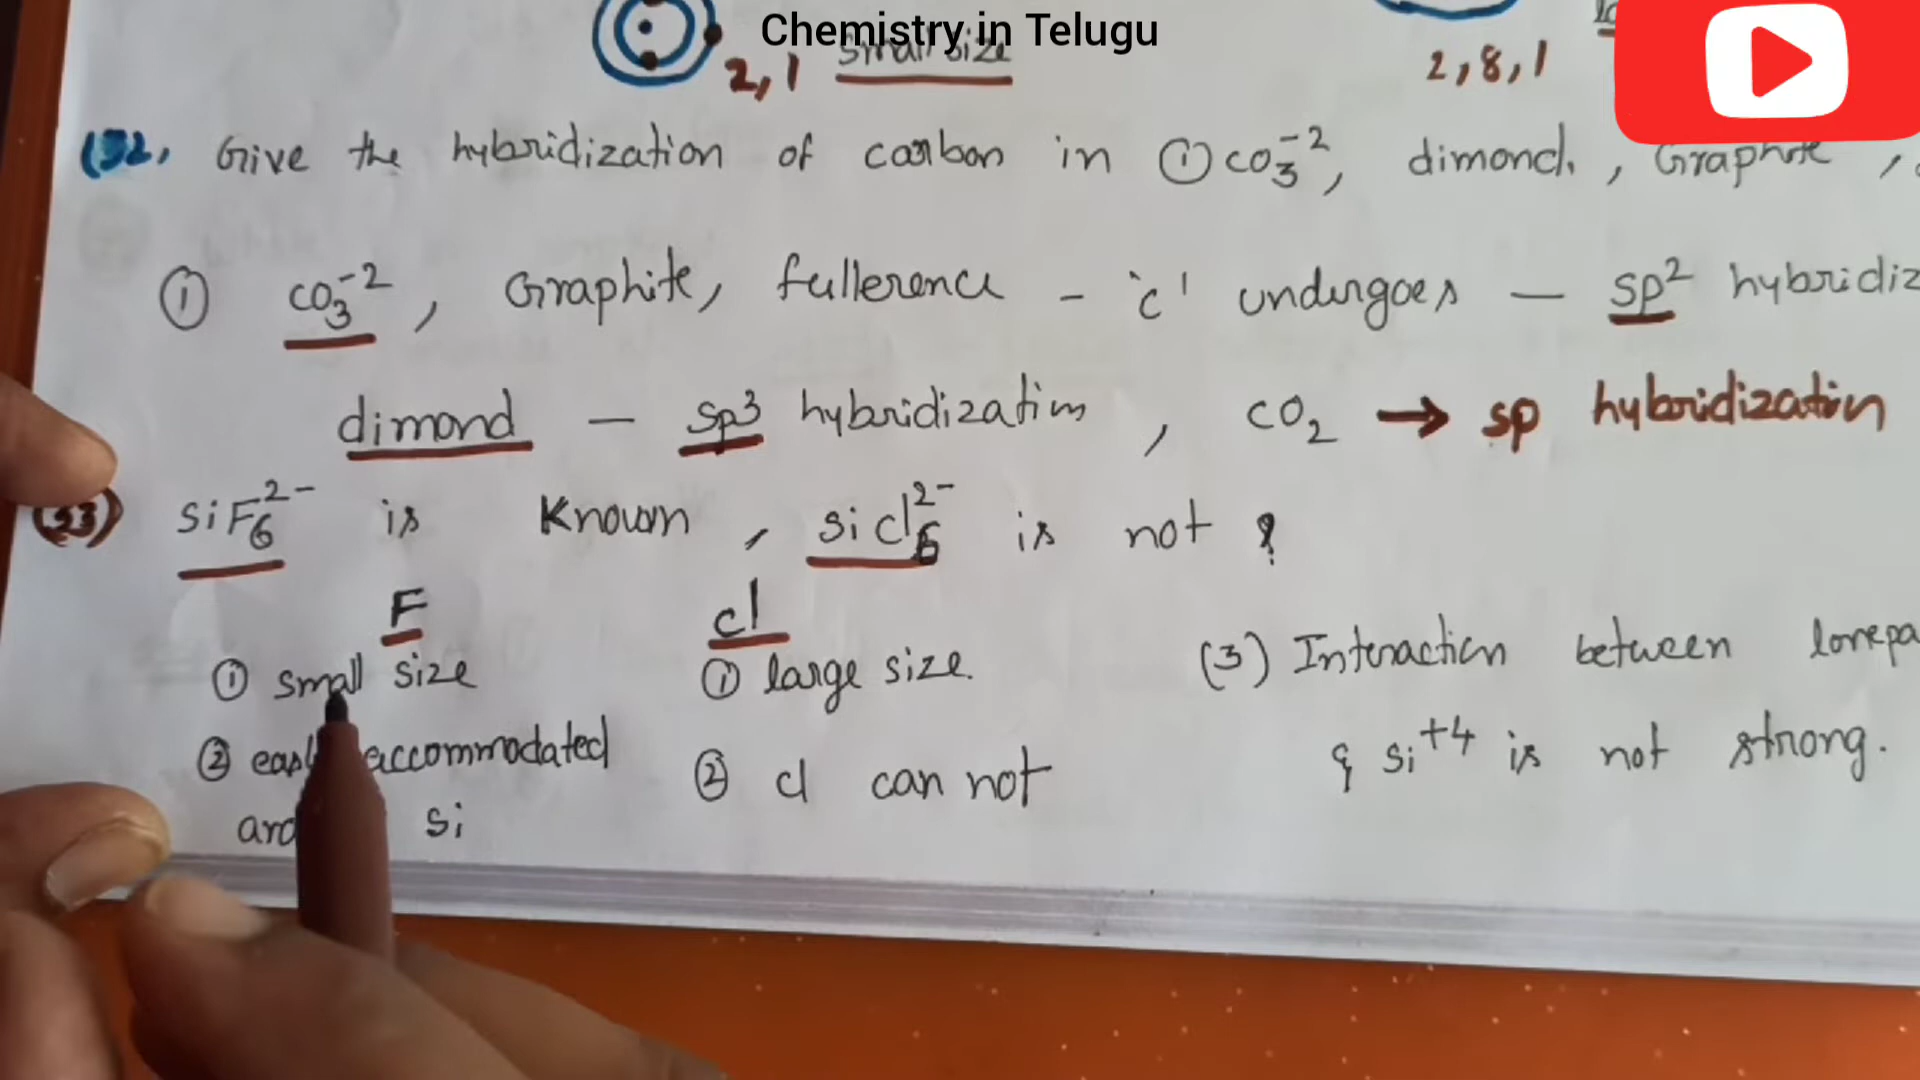 Chemistry in Telugu
small size
2,1
2,8,1
(32, Give the hybridization of carbon in ① CO3^-2, dimond, Graphite,
① CO3^-2, Graphite, fullerence - 'c' undergoes - sp2 hybridiz
dimond - sp3 hybridization, CO2 → sp hybridization
(33) SiF6^2- is Known, SiCl6^2- is not ?
F
① small size
② easily accommodated
Si
Cl
① large size.
② Cl can not
(3) Interaction between lonepa
& Si+4 is not strong.